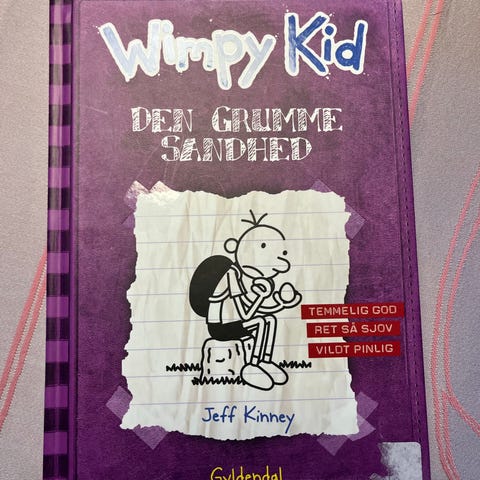 Wimpy Kid
DEN GRUMME
SANDHED
TEMMELIG GOD
RET SÅ SJOV
VILDT PINLIG
Jeff Kinney
Gyldendal